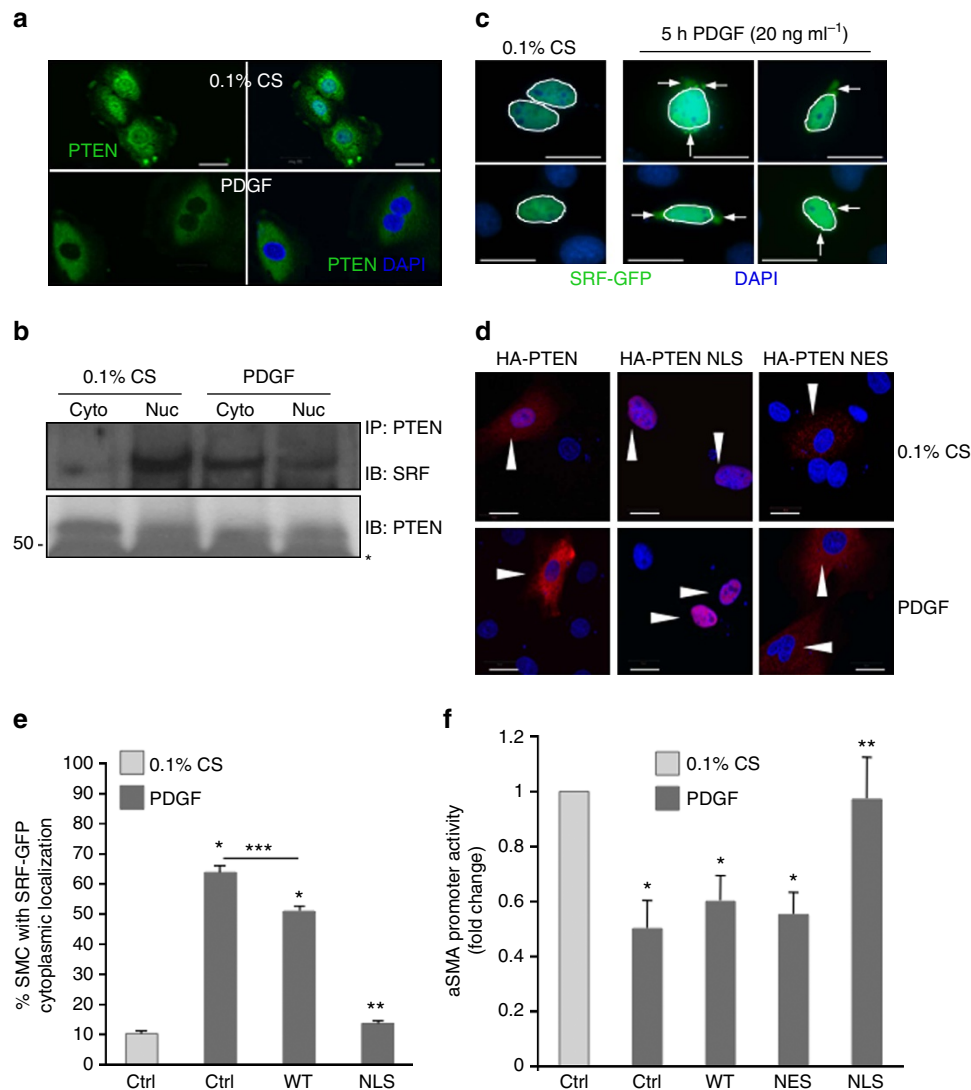 a
0.1% CS
PTEN
PDGF
PTEN DAPI
b
0.1% CS PDGF
Cyto Nuc Cyto Nuc
IP: PTEN
IB: SRF
IB: PTEN
50 -
*
c
0.1% CS
5 h PDGF (20 ng ml⁻¹)
SRF-GFP DAPI
d
HA-PTEN HA-PTEN NLS HA-PTEN NES
0.1% CS
PDGF
e
% SMC with SRF-GFP
cytoplasmic localization
0.1% CS
PDGF
100
90
80
70
60
50
40
30
20
10
0
* *** * **
Ctrl Ctrl WT NLS
f
aSMA promoter activity
(fold change)
0.1% CS
PDGF
1.2
1
0.8
0.6
0.4
0.2
0
* * * **
Ctrl Ctrl WT NES NLS